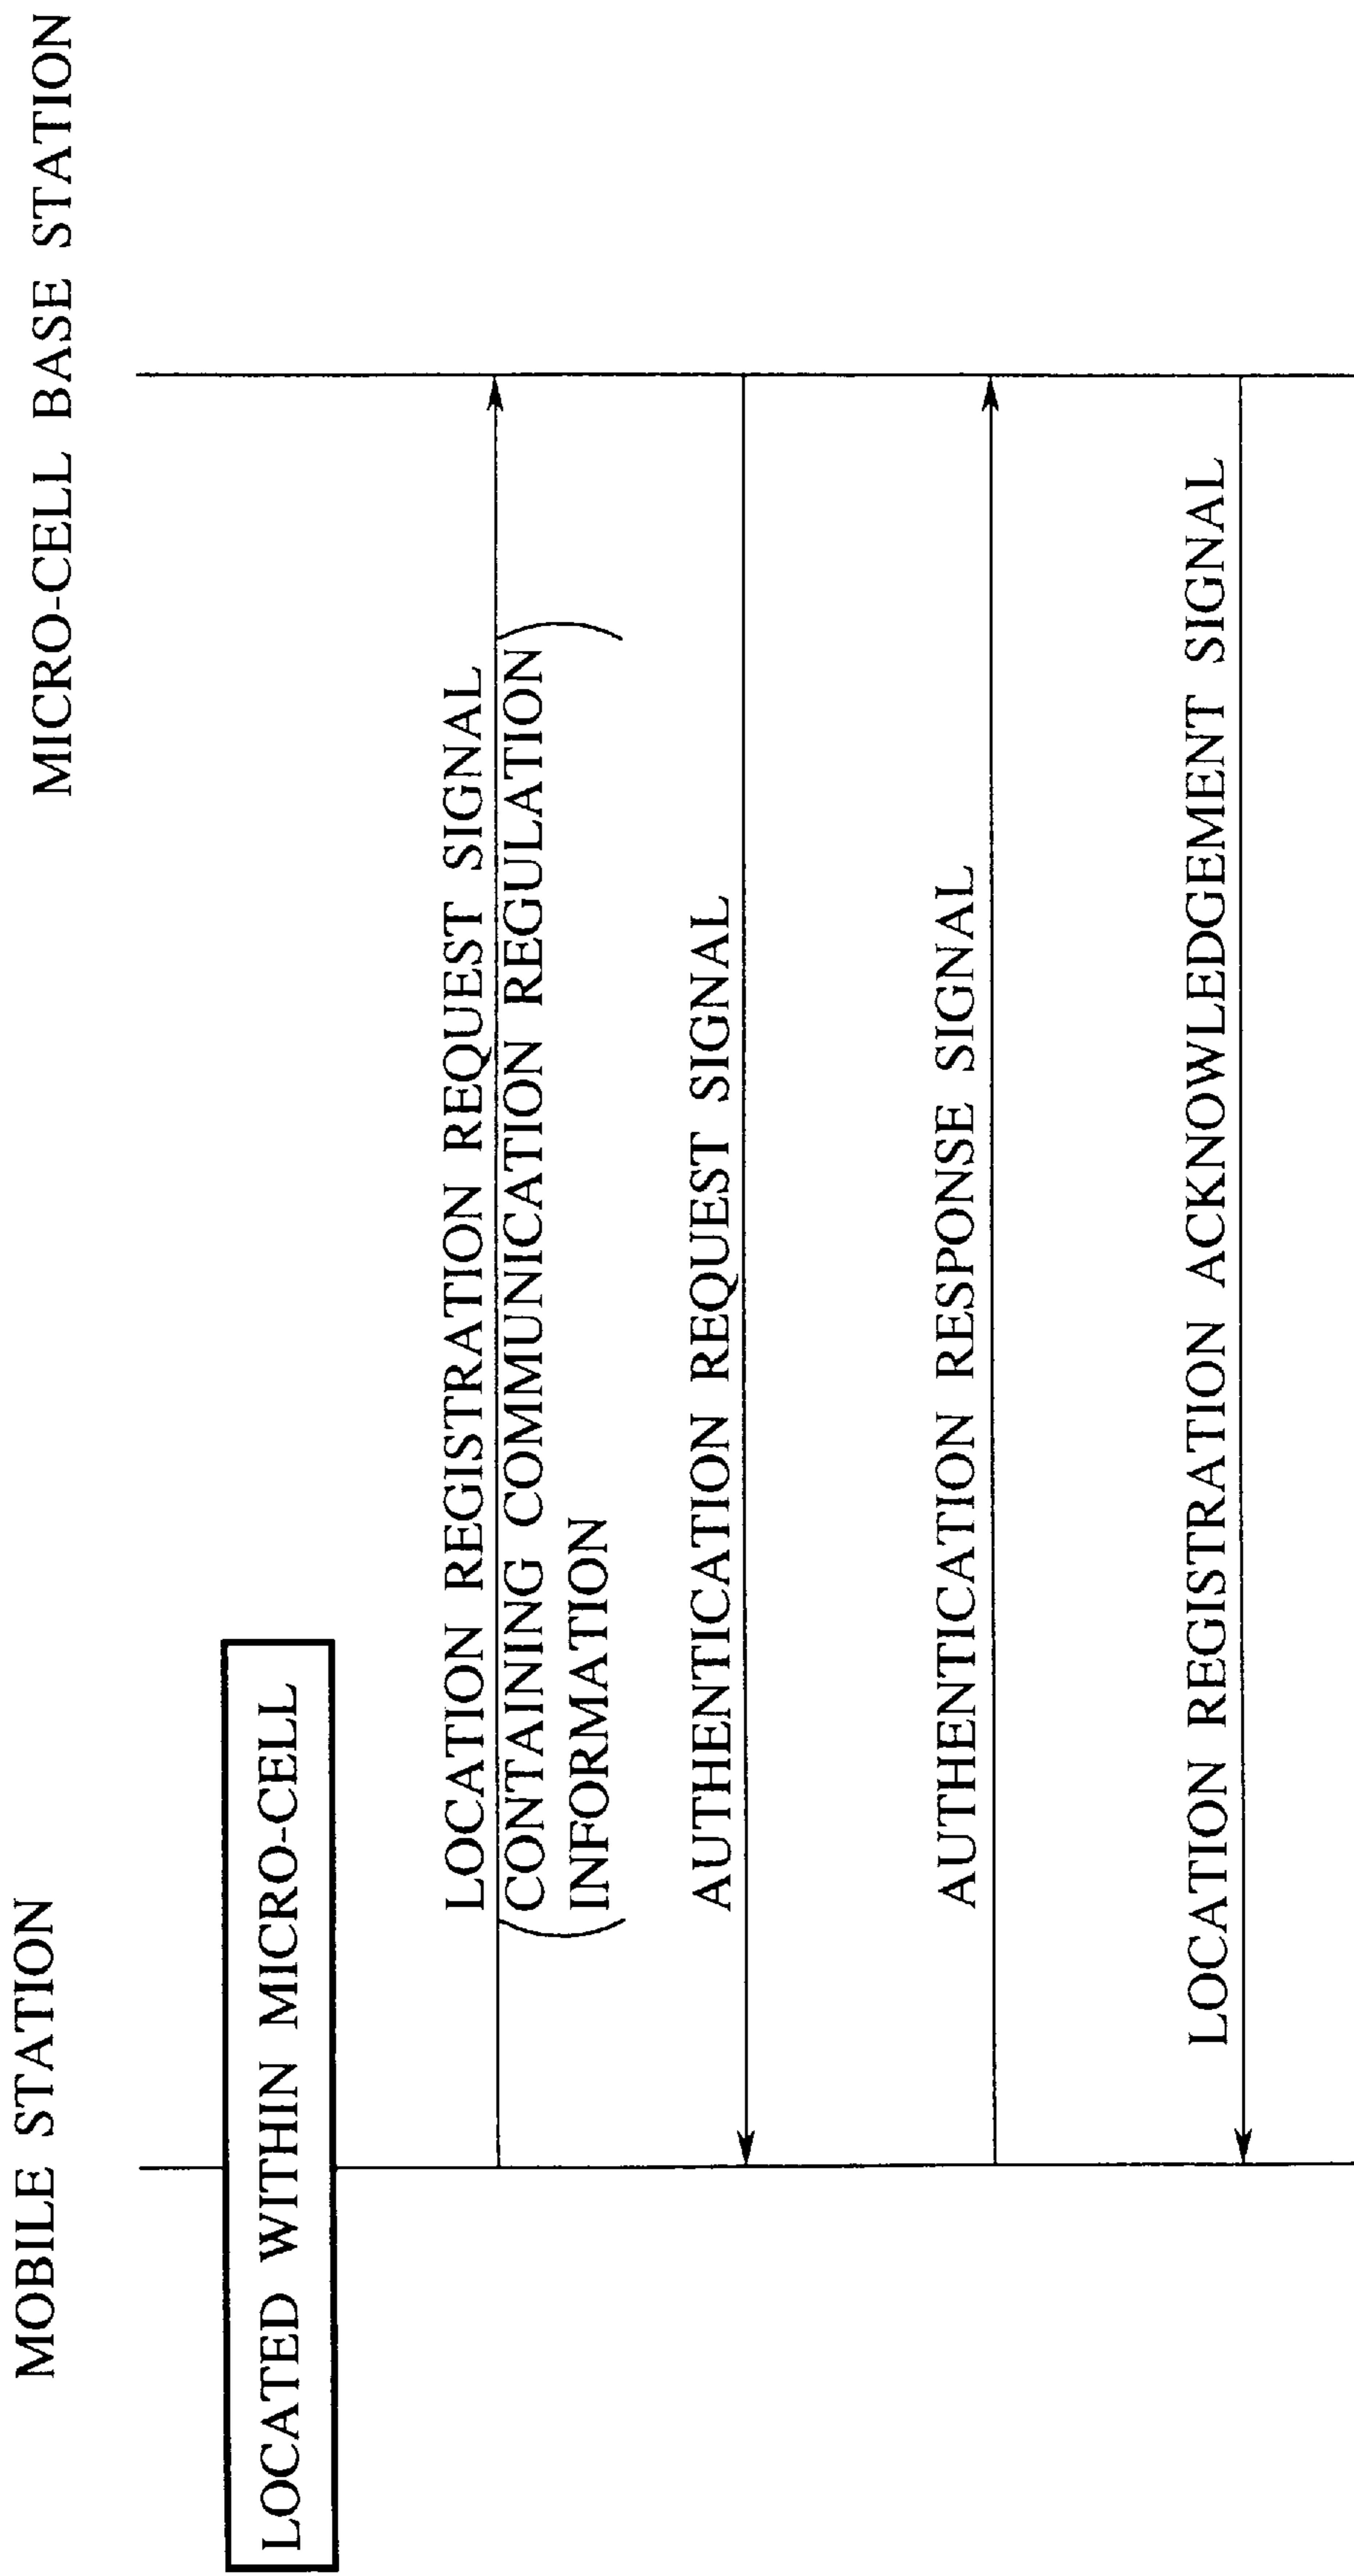 MOBILE STATION
MICRO-CELL BASE STATION
LOCATED WITHIN MICRO-CELL
LOCATION REGISTRATION REQUEST SIGNAL
(CONTAINING COMMUNICATION REGULATION
INFORMATION)
AUTHENTICATION REQUEST SIGNAL
AUTHENTICATION RESPONSE SIGNAL
LOCATION REGISTRATION ACKNOWLEDGEMENT SIGNAL